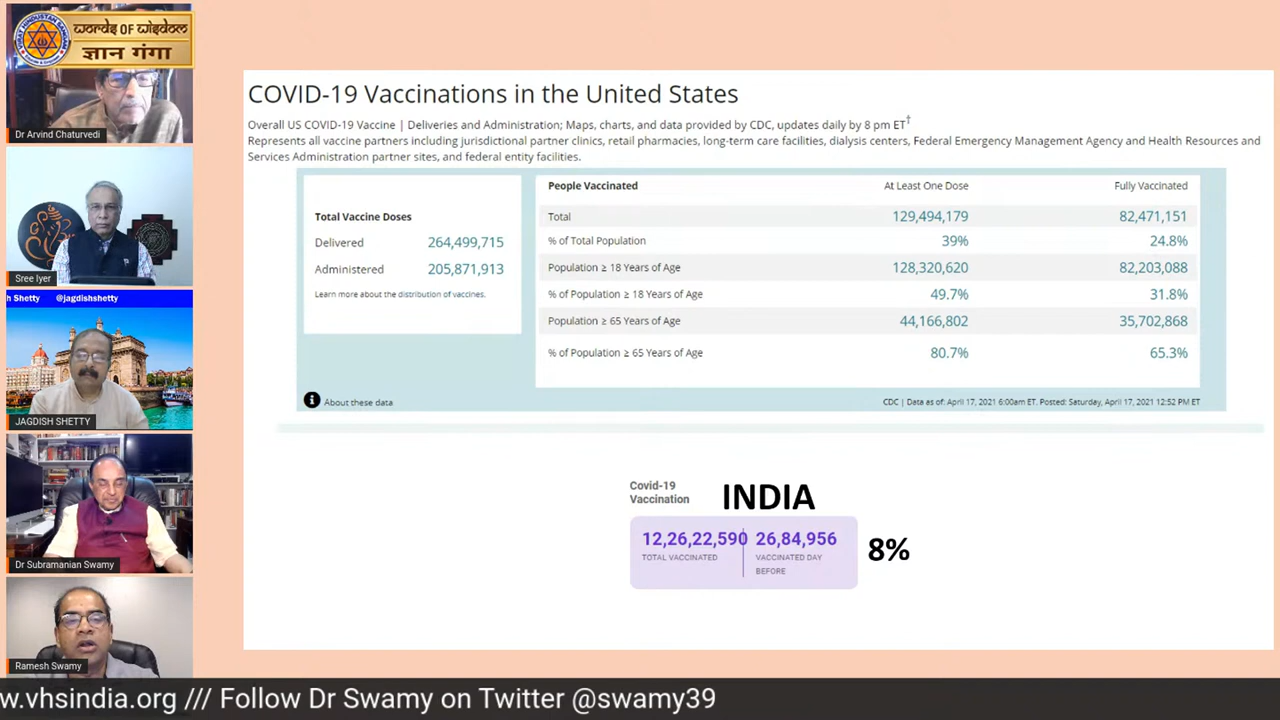 WORDS OF WISDOM
ज्ञान गंगा
Dr Arvind Chaturvedi
Sree Iyer
h Shetty @jagdishshetty
JAGDISH SHETTY
Dr Subramanian Swamy
Ramesh Swamy
COVID-19 Vaccinations in the United States
Overall US COVID-19 Vaccine | Deliveries and Administration; Maps, charts, and data provided by CDC, updates daily by 8 pm ET†
Represents all vaccine partners including jurisdictional partner clinics, retail pharmacies, long-term care facilities, dialysis centers, Federal Emergency Management Agency and Health Resources and
Services Administration partner sites, and federal entity facilities.
Total Vaccine Doses
Delivered 264,499,715
Administered 205,871,913
Learn more about the distribution of vaccines.
People Vaccinated At Least One Dose Fully Vaccinated
Total 129,494,179 82,471,151
% of Total Population 39% 24.8%
Population ≥ 18 Years of Age 128,320,620 82,203,088
% of Population ≥ 18 Years of Age 49.7% 31.8%
Population ≥ 65 Years of Age 44,166,802 35,702,868
% of Population ≥ 65 Years of Age 80.7% 65.3%
About these data
CDC | Data as of: April 17, 2021 6:00am ET. Posted: Saturday, April 17, 2021 12:52 PM ET
Covid-19
Vaccination
INDIA
12,26,22,590 26,84,956
TOTAL VACCINATED VACCINATED DAY
BEFORE
8%
w.vhsindia.org /// Follow Dr Swamy on Twitter @swamy39